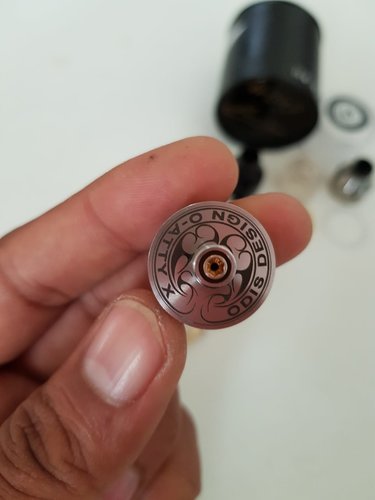 ODIS DESIGN O-ATTY X